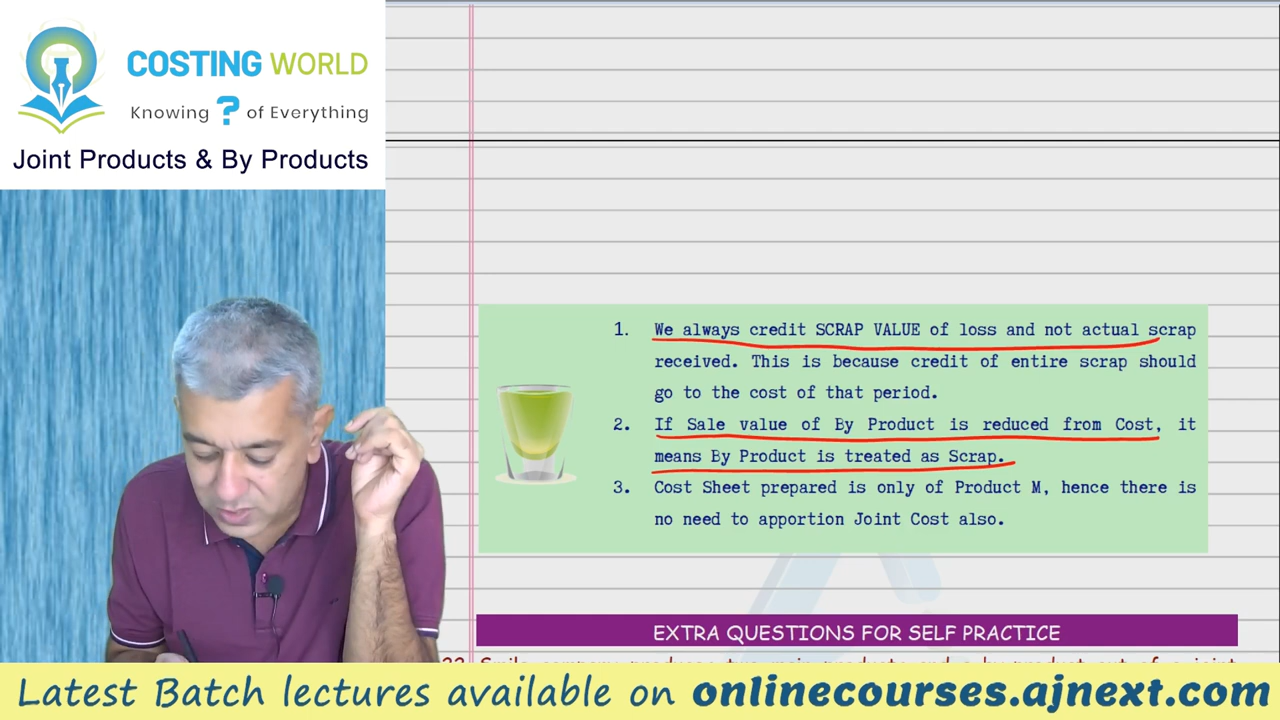 COSTING WORLD
Knowing ? of Everything
Joint Products & By Products
1. We always credit SCRAP VALUE of loss and not actual scrap
received. This is because credit of entire scrap should
go to the cost of that period.
2. If Sale value of By Product is reduced from Cost, it
means By Product is treated as Scrap.
3. Cost Sheet prepared is only of Product M, hence there is
no need to apportion Joint Cost also.
EXTRA QUESTIONS FOR SELF PRACTICE
Latest Batch lectures available on onlinecourses.ajnext.com